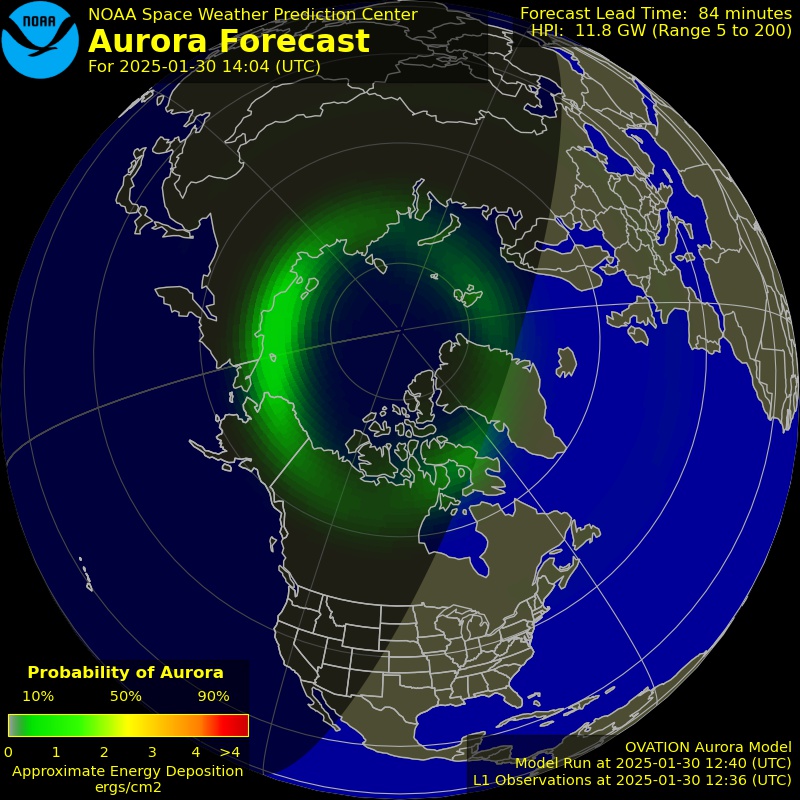 NOAA
NOAA Space Weather Prediction Center
Aurora Forecast
For 2025-01-30 14:04 (UTC)
Forecast Lead Time: 84 minutes
HPI: 11.8 GW (Range 5 to 200)
Probability of Aurora
10% 50% 90%
0 1 2 3 4 >4
Approximate Energy Deposition
ergs/cm2
OVATION Aurora Model
Model Run at 2025-01-30 12:40 (UTC)
L1 Observations at 2025-01-30 12:36 (UTC)